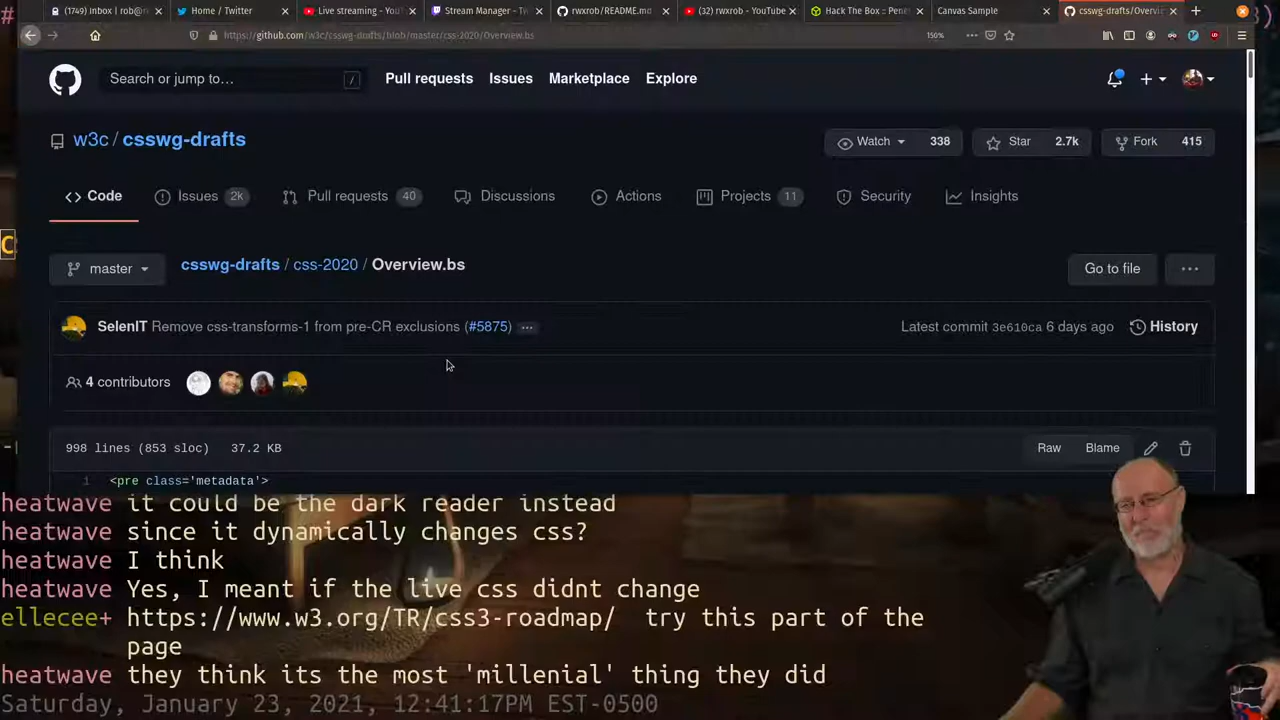 (1749) Inbox | rob@r
Home / Twitter
Live streaming - You
Stream Manager - Tw
rwxrob/README.md
(32) rwxrob - YouTube
Hack The Box :: Penet
Canvas Sample
csswg-drafts/Overvie
https://github.com/w3c/csswg-drafts/blob/master/css-2020/Overview.bs
150%
Search or jump to…
/
Pull requests
Issues
Marketplace
Explore
w3c / csswg-drafts
Watch
338
Star
2.7k
Fork
415
Code
Issues 2k
Pull requests 40
Discussions
Actions
Projects 11
Security
Insights
master
csswg-drafts / css-2020 / Overview.bs
Go to file
SelenIT Remove css-transforms-1 from pre-CR exclusions (#5875)
Latest commit 3e610ca 6 days ago
History
4 contributors
998 lines (853 sloc) 37.2 KB
Raw
Blame
1 <pre class='metadata'>
heatwave it could be the dark reader instead
heatwave since it dynamically changes css?
heatwave I think
heatwave Yes, I meant if the live css didnt change
ellecee+ https://www.w3.org/TR/css3-roadmap/ try this part of the
page
heatwave they think its the most 'millenial' thing they did
Saturday, January 23, 2021, 12:41:17PM EST-0500